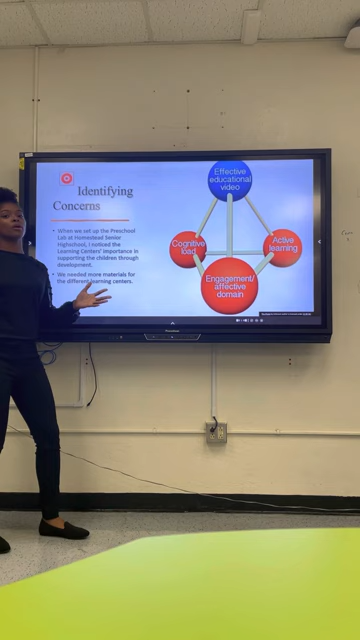 Identifying
Concerns
• When we set up the Preschool
Lab at Homestead Senior
Highschool, I noticed the
Learning Centers' importance in
supporting the children through
development.
• We needed more materials for
the different learning centers.
Effective
educational
video
Cognitive
load
Active
learning
Engagement/
affective
domain